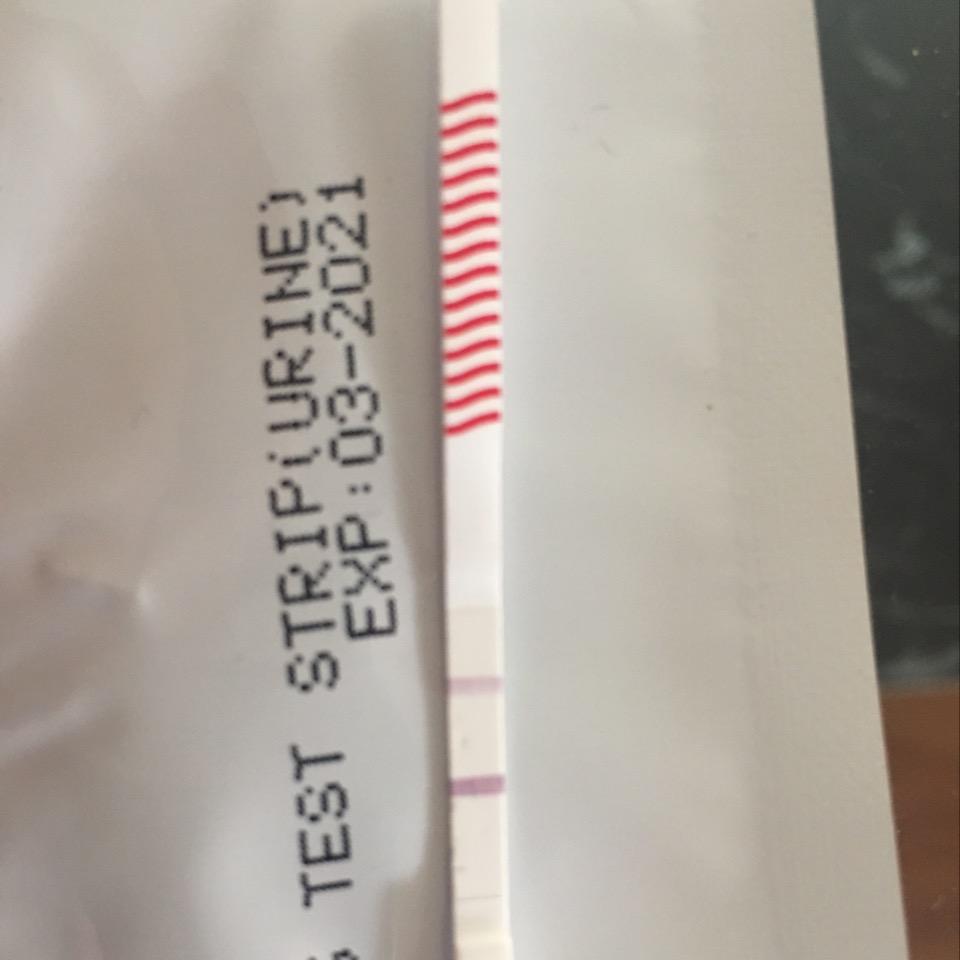 TEST STRIP(URINE)
EXP:03-2021